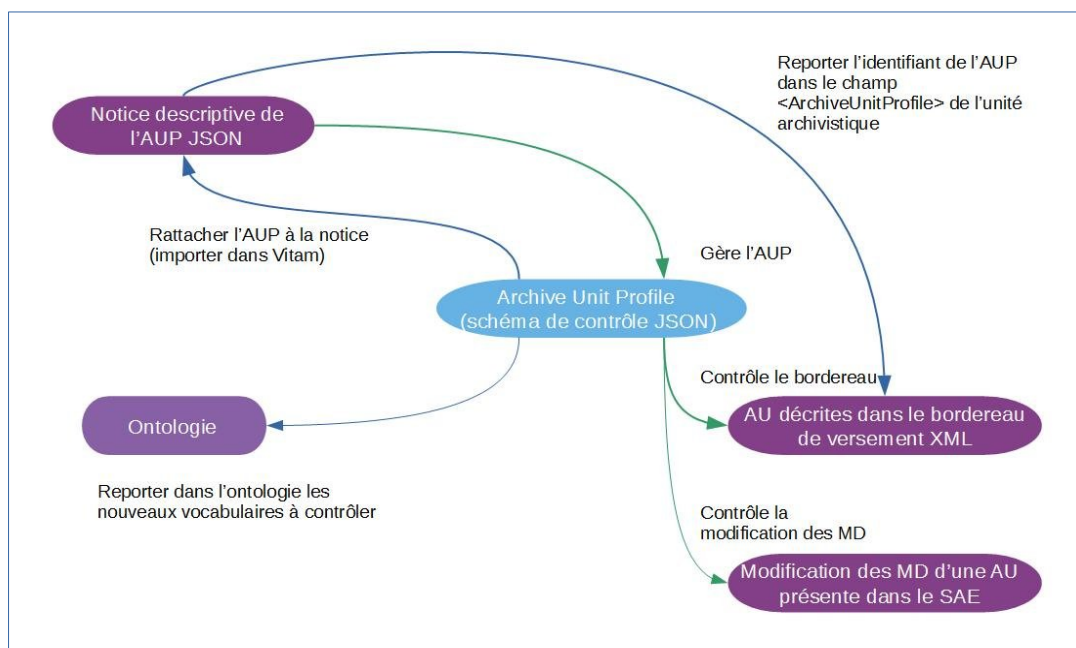 Reporter l’identifiant de l’AUP
dans le champ
<ArchiveUnitProfile> de l’unité
archivistique
Notice descriptive de
l’AUP JSON
Rattacher l’AUP à la notice
(importer dans Vitam)
Gère l’AUP
Archive Unit Profile
(schéma de contrôle JSON)
Contrôle le bordereau
Ontologie
AU décrites dans le bordereau
de versement XML
Reporter dans l’ontologie les
nouveaux vocabulaires à contrôler
Contrôle la
modification des MD
Modification des MD d’une AU
présente dans le SAE